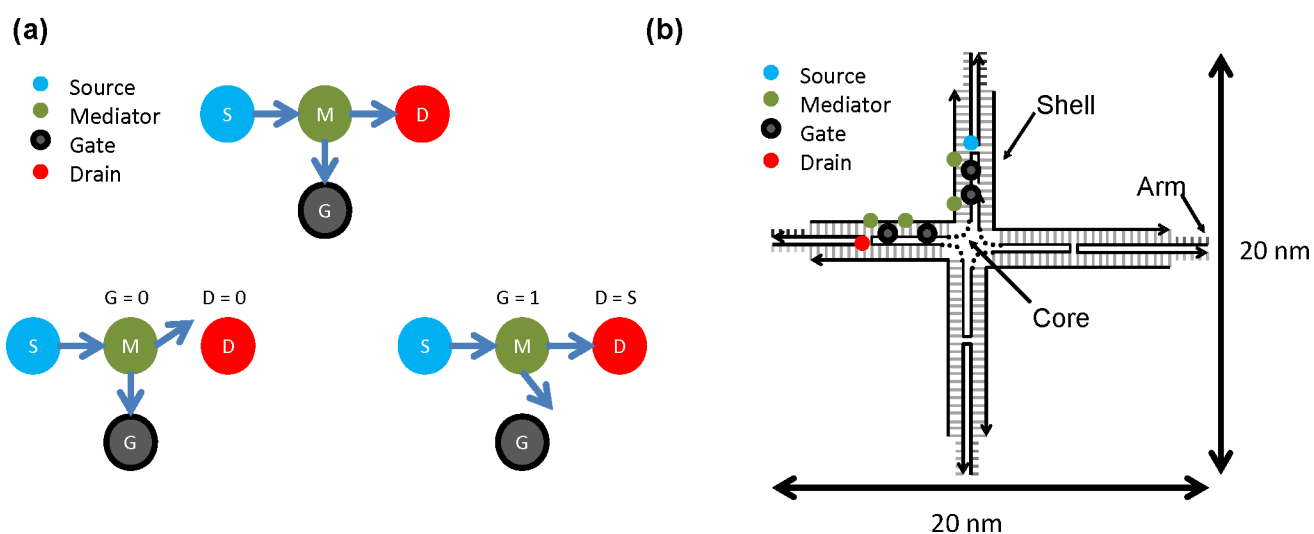 (a)
Source
Mediator
Gate
Drain
S
M
D
G
G = 0
D = 0
S
M
D
G
G = 1
D = S
S
M
D
G
(b)
Source
Mediator
Gate
Drain
Shell
Arm
Core
20 nm
20 nm